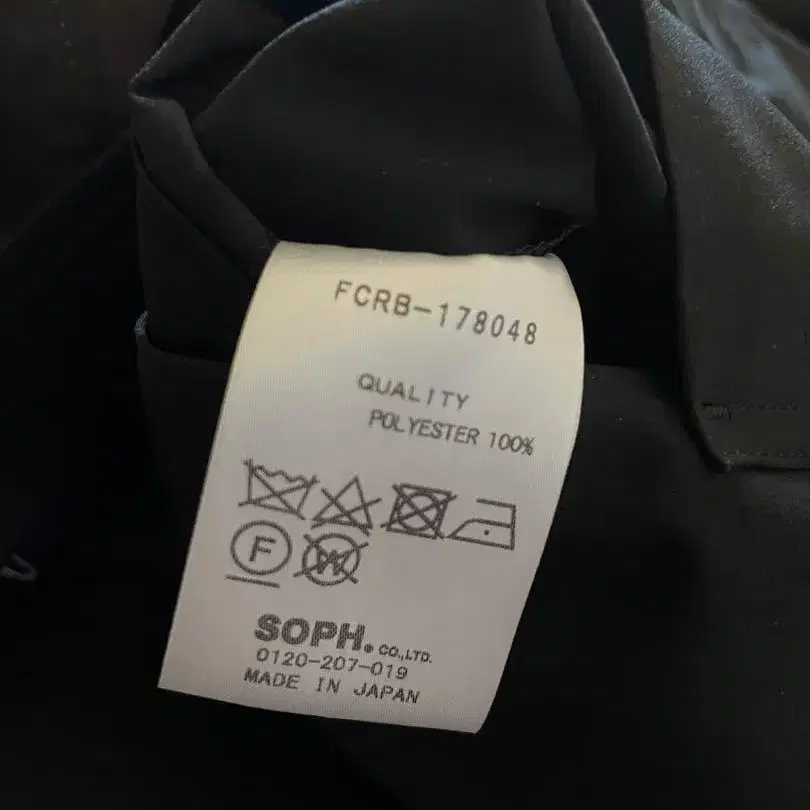 FCRB-178048
QUALITY
POLYESTER 100%
F W
SOPH. CO.,LTD.
0120-207-019
MADE IN JAPAN